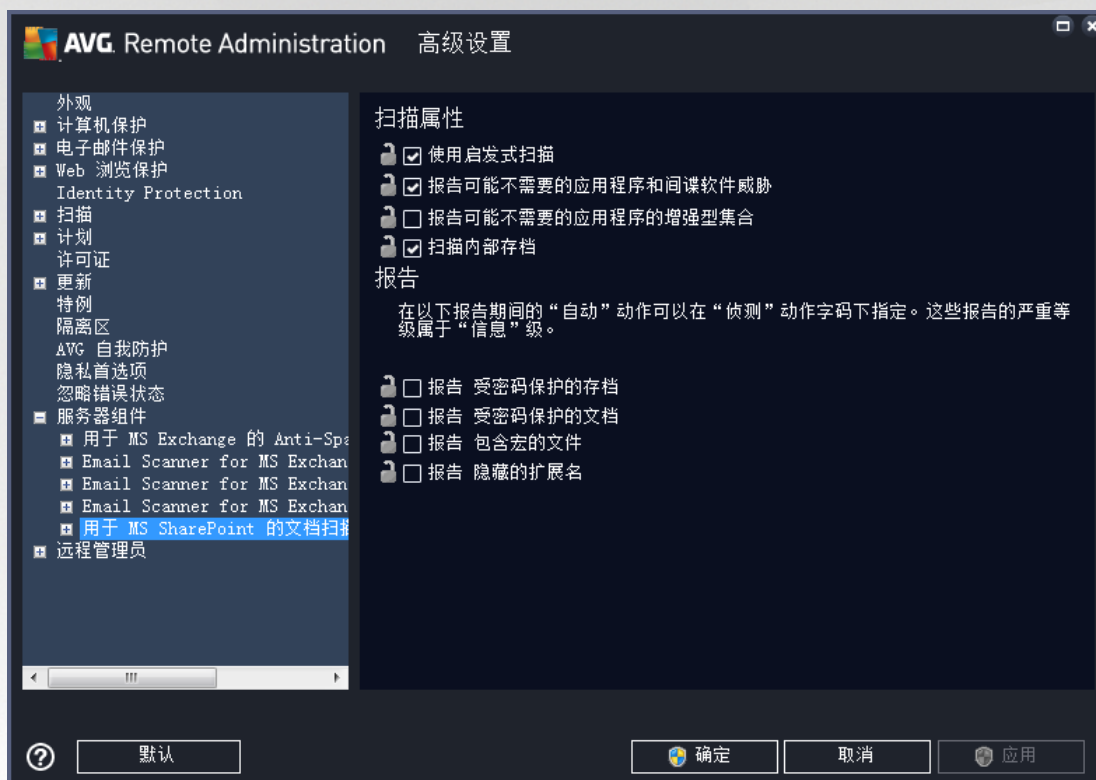 AVG. Remote Administration 高级设置
外观
计算机保护
电子邮件保护
Web 浏览保护
Identity Protection
扫描
计划
许可证
更新
特例
隔离区
AVG 自我防护
隐私首选项
忽略错误状态
服务器组件
用于 MS Exchange 的 Anti-Spa
Email Scanner for MS Exchan
Email Scanner for MS Exchan
Email Scanner for MS Exchan
用于 MS SharePoint 的文档扫描
远程管理员
扫描属性
使用启发式扫描
报告可能不需要的应用程序和间谍软件威胁
报告可能不需要的应用程序的增强型集合
扫描内部存档
报告
在以下报告期间的“自动”动作可以在“侦测”动作字码下指定。这些报告的严重等
级属于“信息”级。
报告 受密码保护的存档
报告 受密码保护的文档
报告 包含宏的文件
报告 隐藏的扩展名
默认
确定
取消
应用